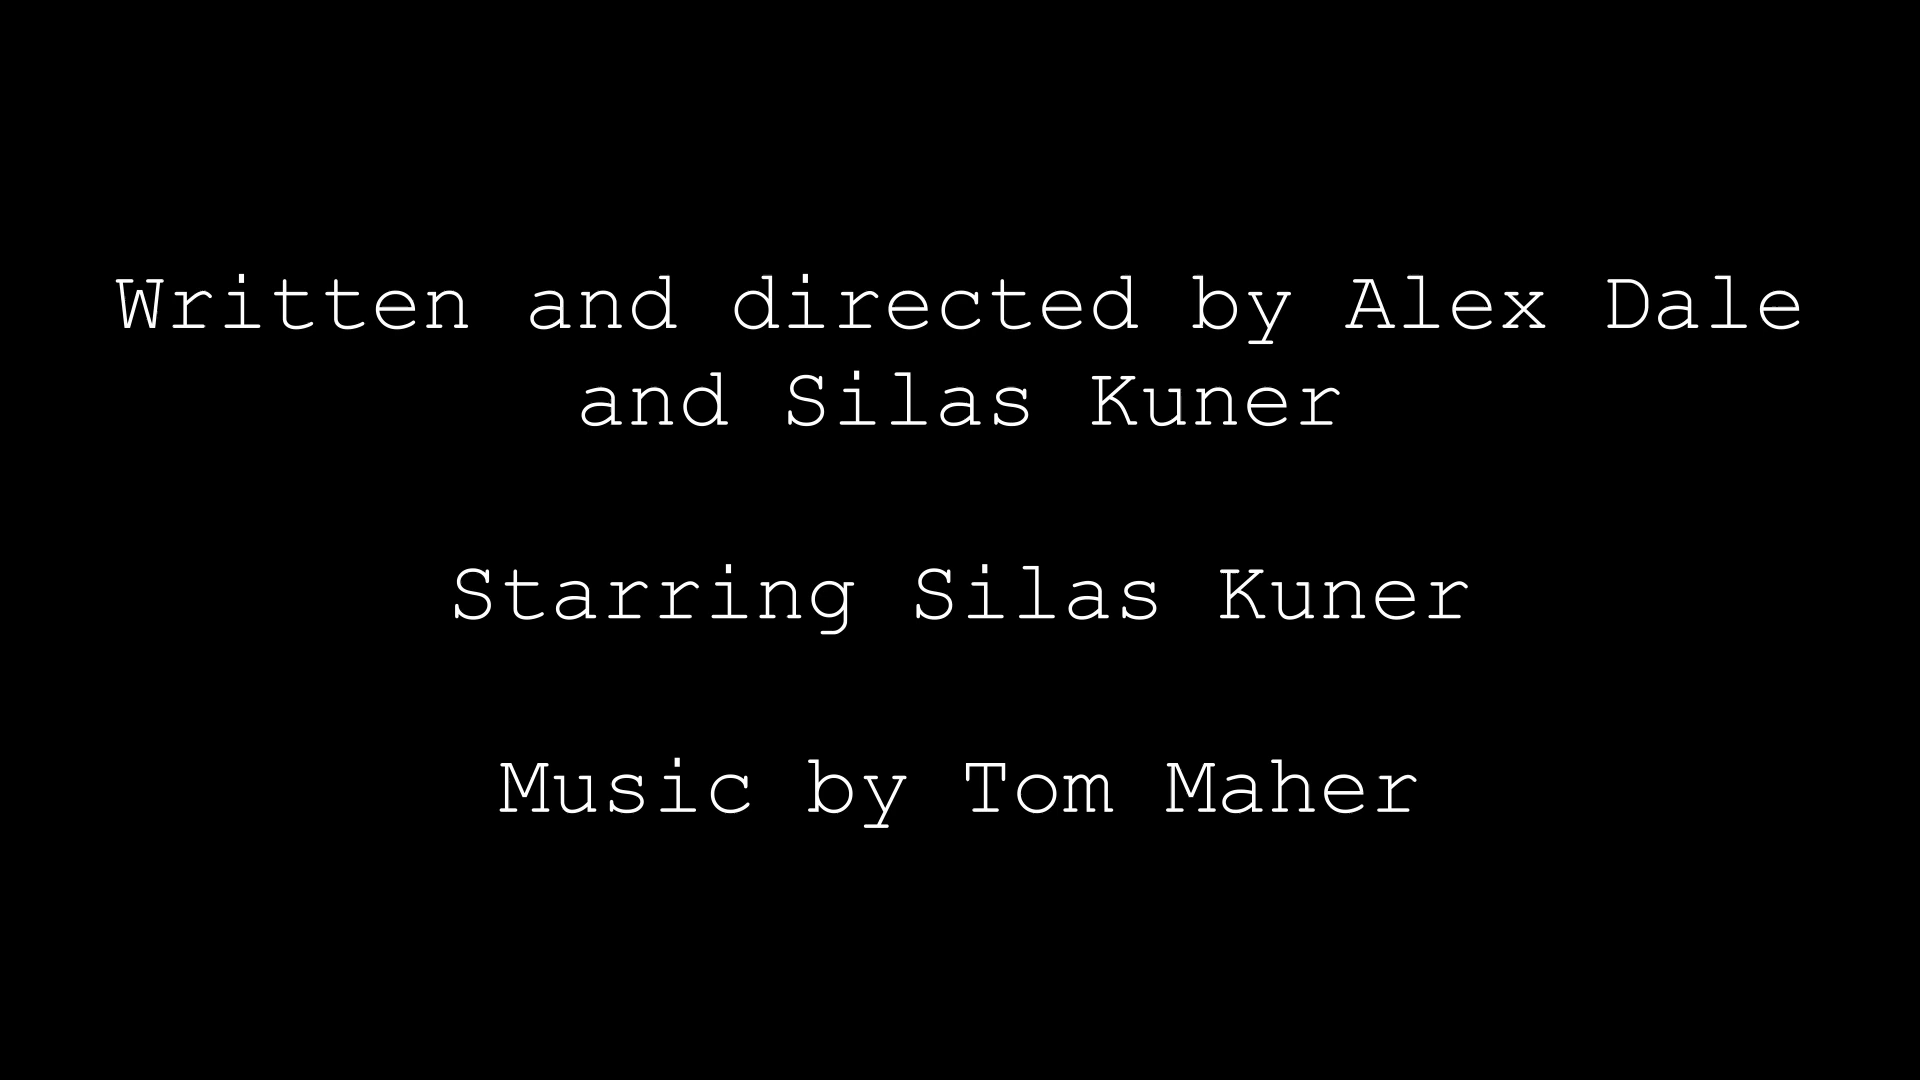 Written and directed by Alex Dale
and Silas Kuner
Starring Silas Kuner
Music by Tom Maher